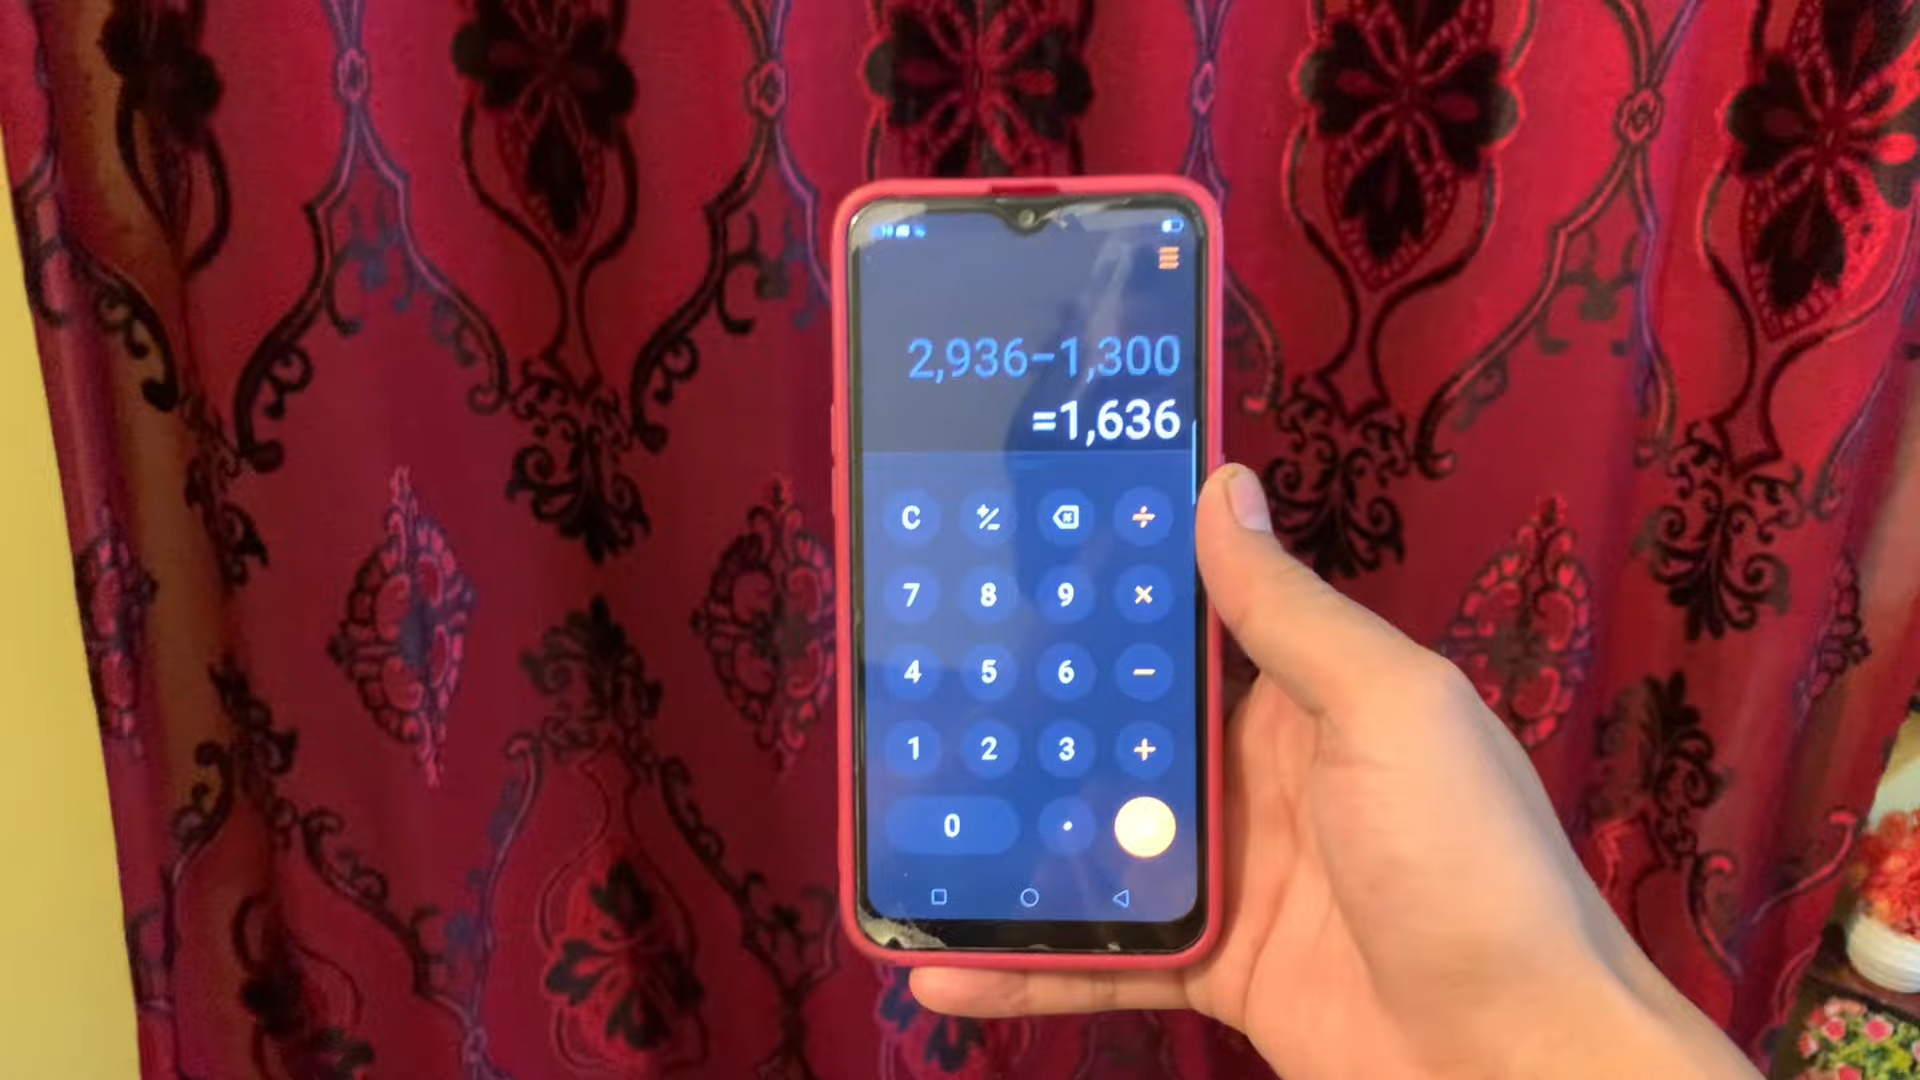 2,936−1,300
=1,636
C +/- ÷
7 8 9 ×
4 5 6 −
1 2 3 +
0 .